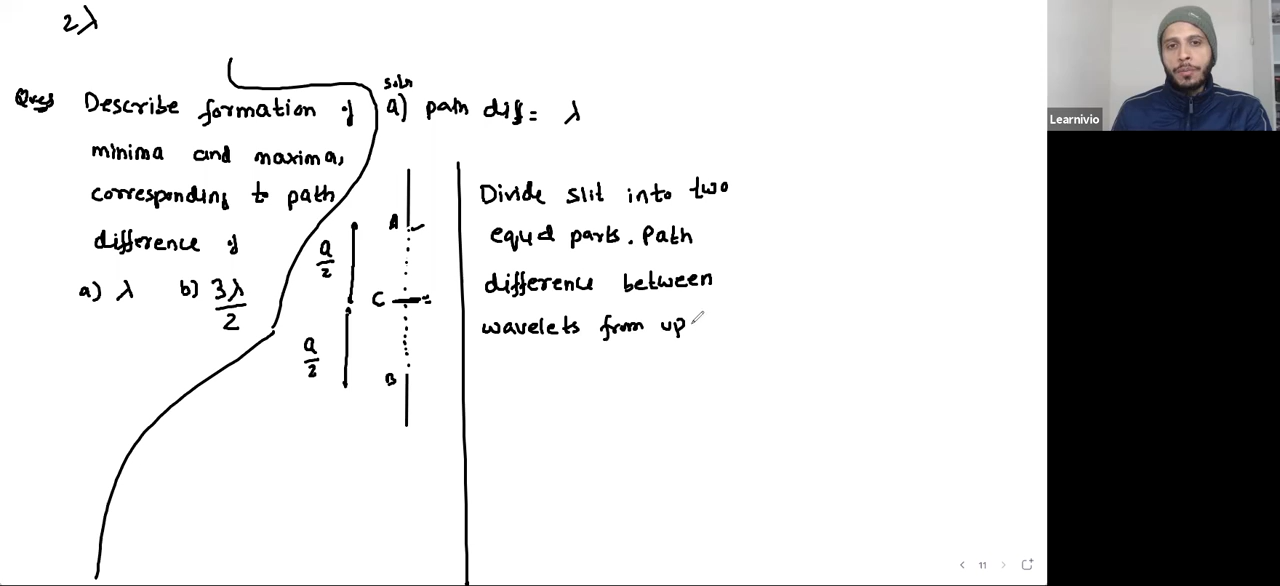 2λ
Ques Describe formation of
minima and maxima,
corresponding to path
difference of
a) λ b) 3λ/2
Soln
a) path diff = λ
A
a/2
C
a/2
B
Divide slit into two
equal parts. Path
difference between
wavelets from up
Learnivio
11